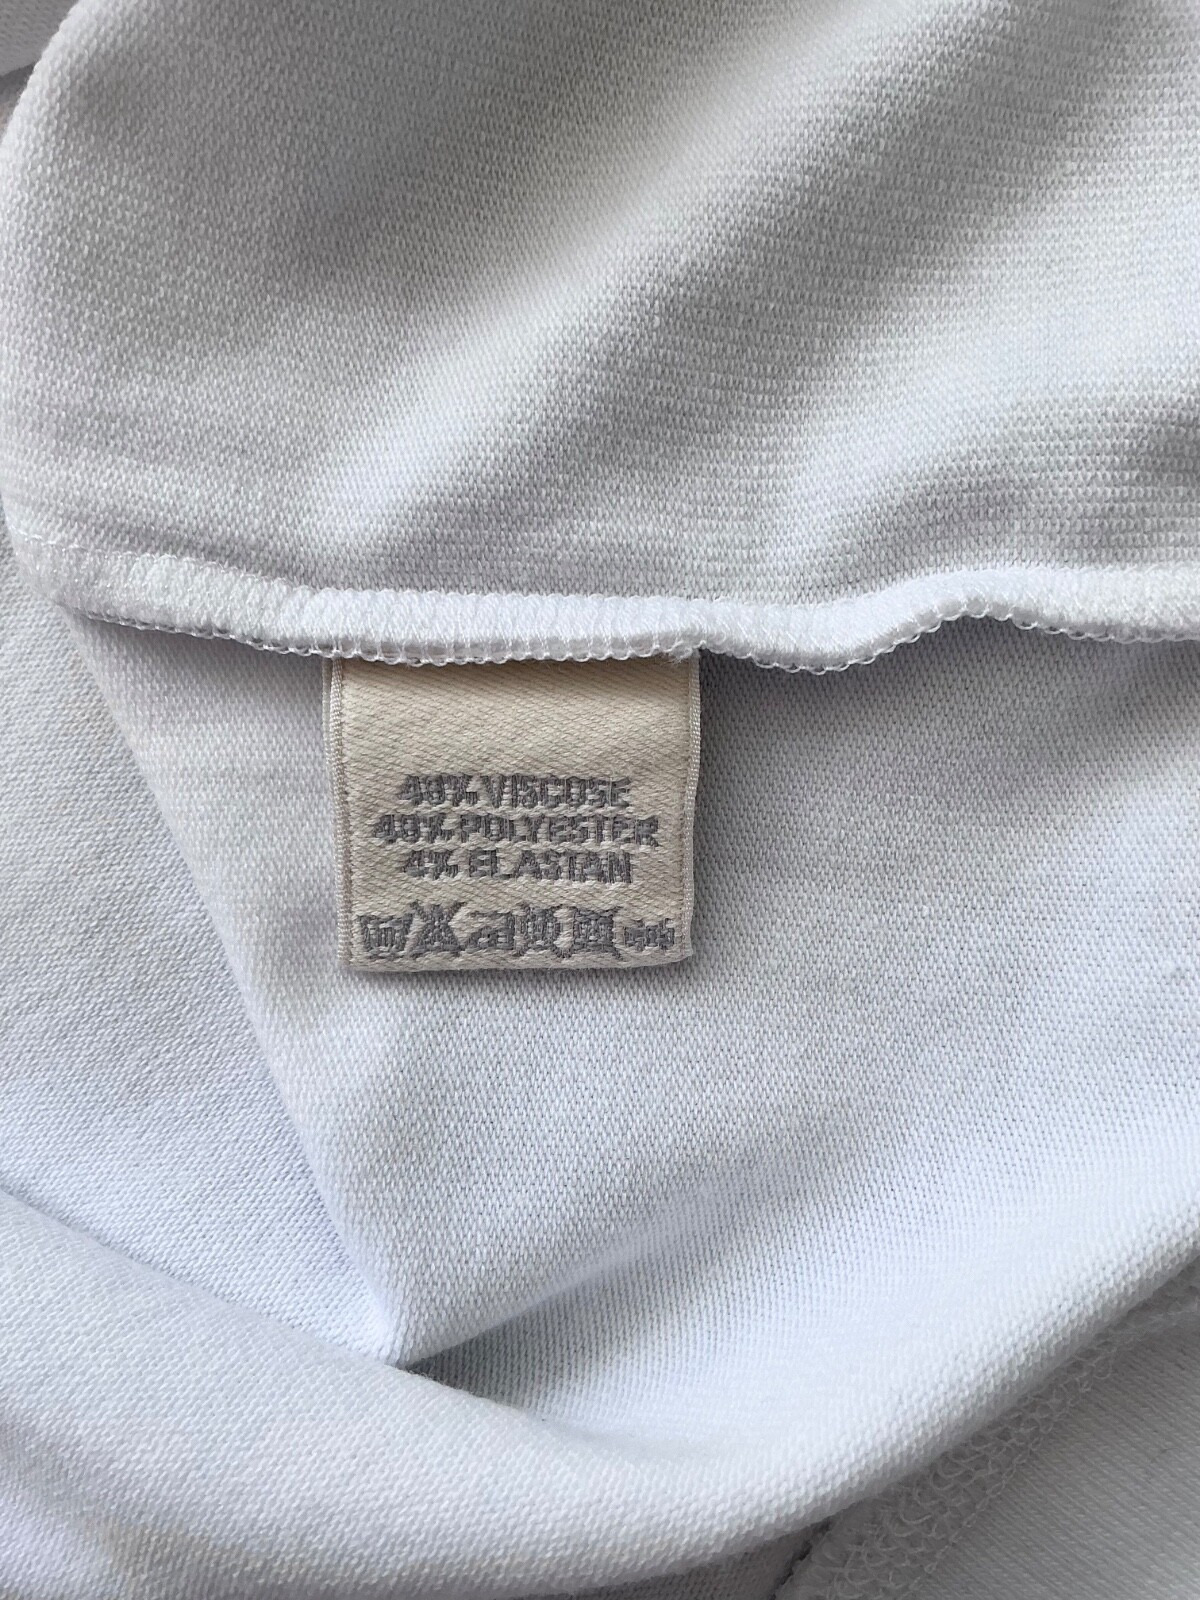 48% VISCOSE
48% POLYESTER
4% ELASTAN